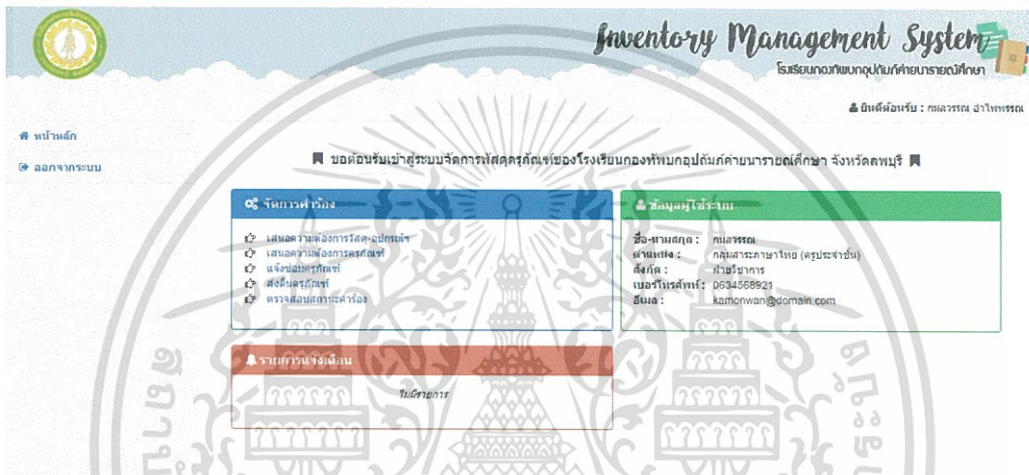 Inventory Management System
โรงเรียนกองทัพบกอุปถัมภ์ค่ายนารายณ์ศึกษา
ยินดีต้อนรับ : กมลวรรณ อำไพพรรณ
หน้าหลัก
ออกจากระบบ
ขอต้อนรับเข้าสู่ระบบจัดการพัสดุครุภัณฑ์ของโรงเรียนกองทัพบกอุปถัมภ์ค่ายนารายณ์ศึกษา จังหวัดลพบุรี
จัดการคำร้อง
เสนอความต้องการวัสดุ-อุปกรณ์ฯ
เสนอความต้องการครุภัณฑ์
แจ้งซ่อมครุภัณฑ์
ส่งคืนครุภัณฑ์
ตรวจสอบสถานะคำร้อง
ข้อมูลผู้ใช้ระบบ
ชื่อ-นามสกุล : กมลวรรณ
ตำแหน่ง : กลุ่มสาระภาษาไทย (ครูประจำชั้น)
สังกัด : ฝ่ายวิชาการ
เบอร์โทรศัพท์ : 0634568921
อีเมล : kamonwan@domain.com
รายการแจ้งเตือน
ไม่มีรายการ